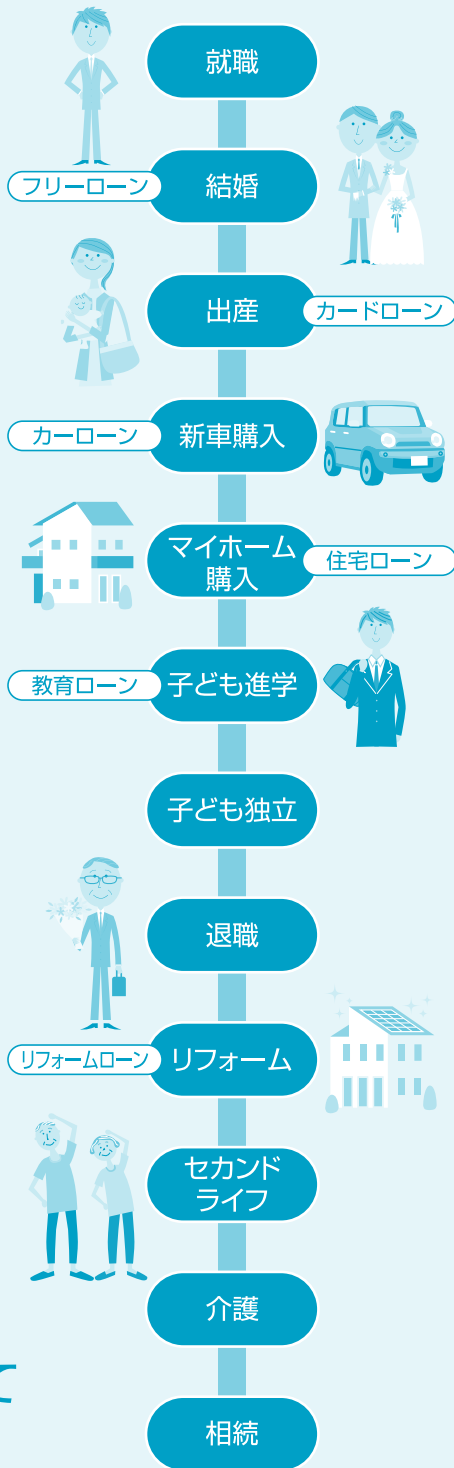 就職
フリーローン
結婚
出産
カードローン
カーローン
新車購入
マイホーム
購入
住宅ローン
教育ローン
子ども進学
子ども独立
退職
リフォームローン
リフォーム
セカンド
ライフ
介護
て
相続